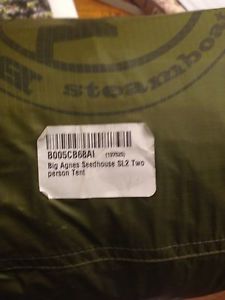 steamboat
B005CB68AI
Big Agnes Seedhouse SL2 Two
person Tent